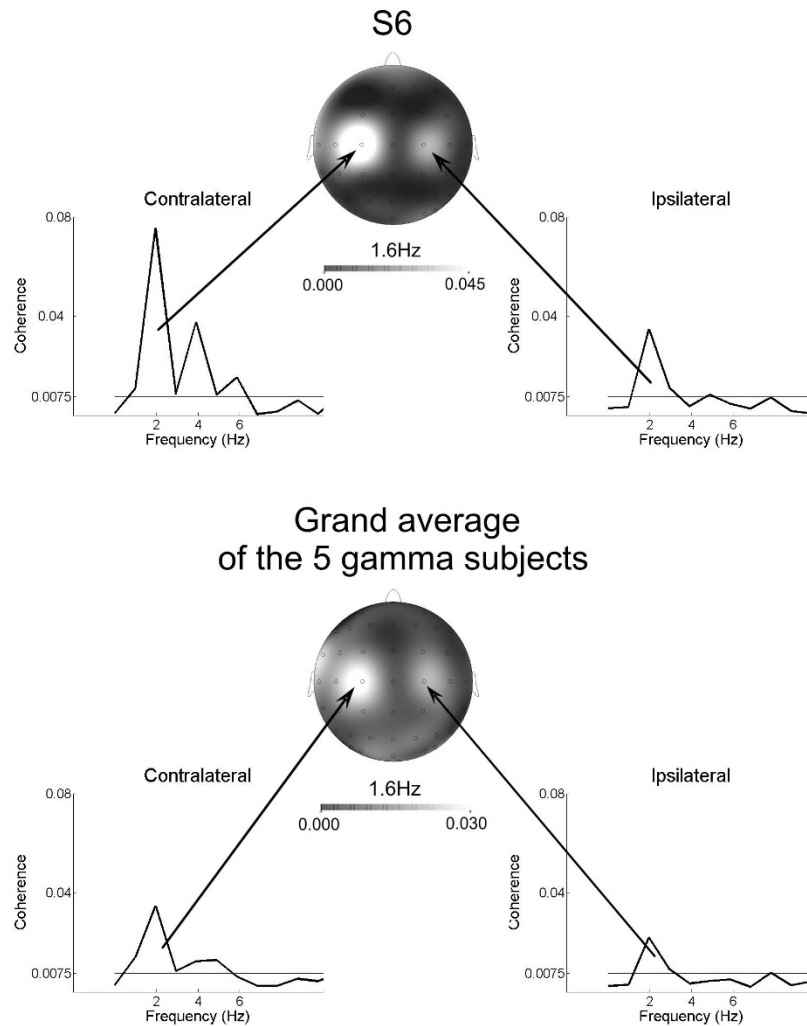 S6
Contralateral
Ipsilateral
0.08
0.04
0.0075
Coherence
2 4 6
Frequency (Hz)
1.6Hz
0.000 0.045
0.08
0.04
0.0075
Coherence
2 4 6
Frequency (Hz)
Grand average
of the 5 gamma subjects
Contralateral
Ipsilateral
0.08
0.04
0.0075
Coherence
2 4 6
Frequency (Hz)
1.6Hz
0.000 0.030
0.08
0.04
0.0075
Coherence
2 4 6
Frequency (Hz)